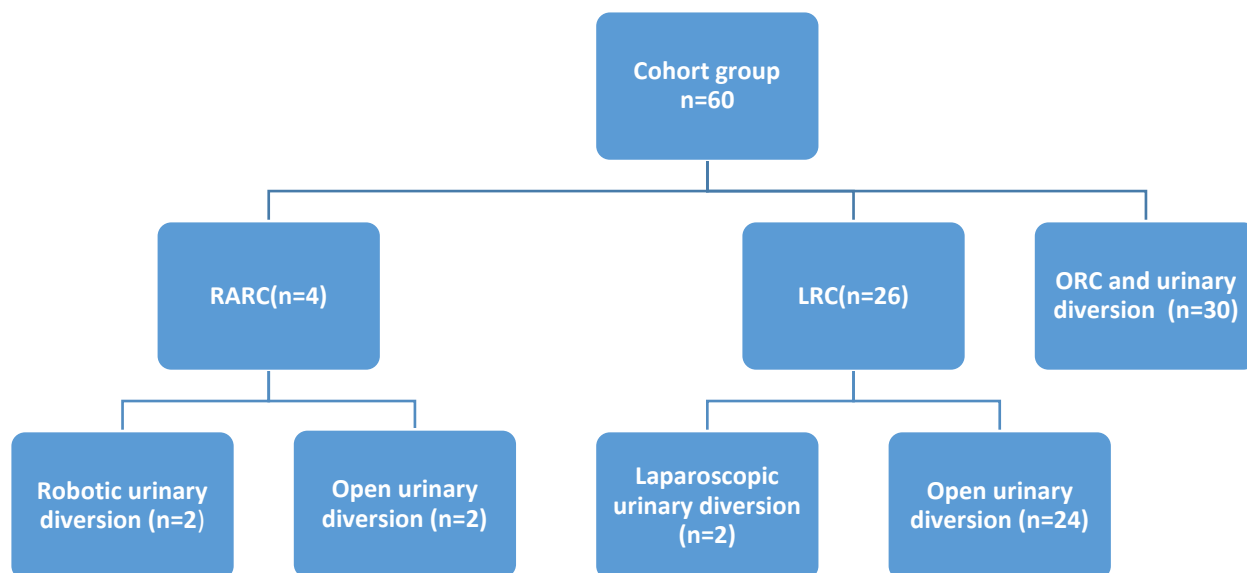 Cohort group
n=60
RARC(n=4)
LRC(n=26)
ORC and urinary
diversion (n=30)
Robotic urinary
diversion (n=2)
Open urinary
diversion (n=2)
Laparoscopic
urinary diversion
(n=2)
Open urinary
diversion (n=24)